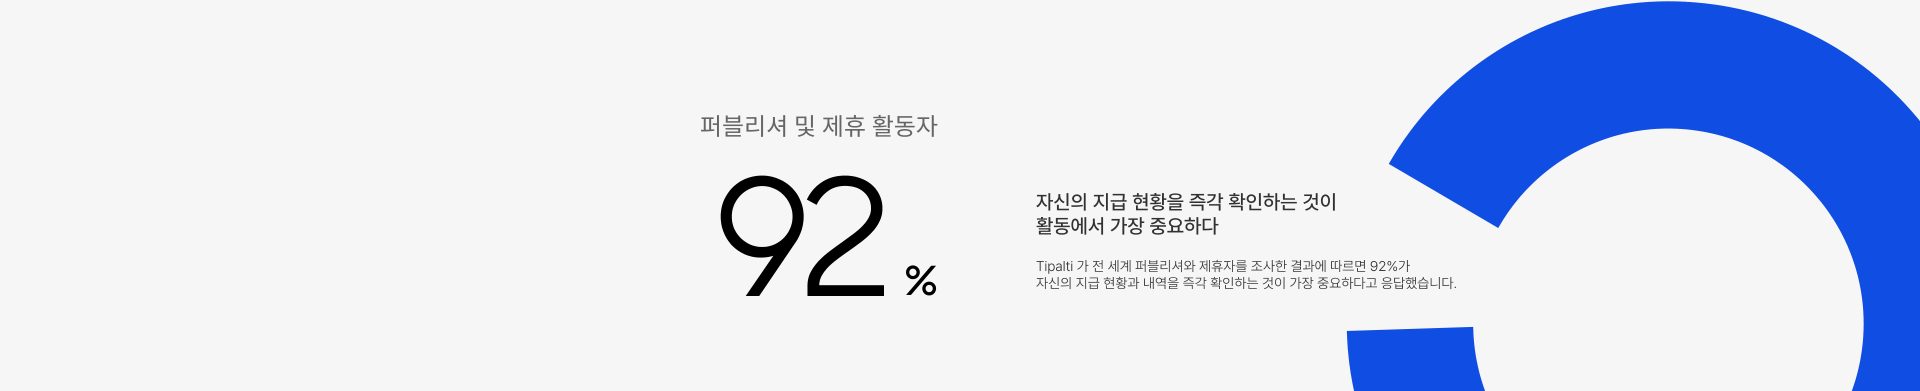 퍼블리셔 및 제휴 활동자
92 %
자신의 지급 현황을 즉각 확인하는 것이
활동에서 가장 중요하다
Tipalti 가 전 세계 퍼블리셔와 제휴자를 조사한 결과에 따르면 92%가
자신의 지급 현황과 내역을 즉각 확인하는 것이 가장 중요하다고 응답했습니다.